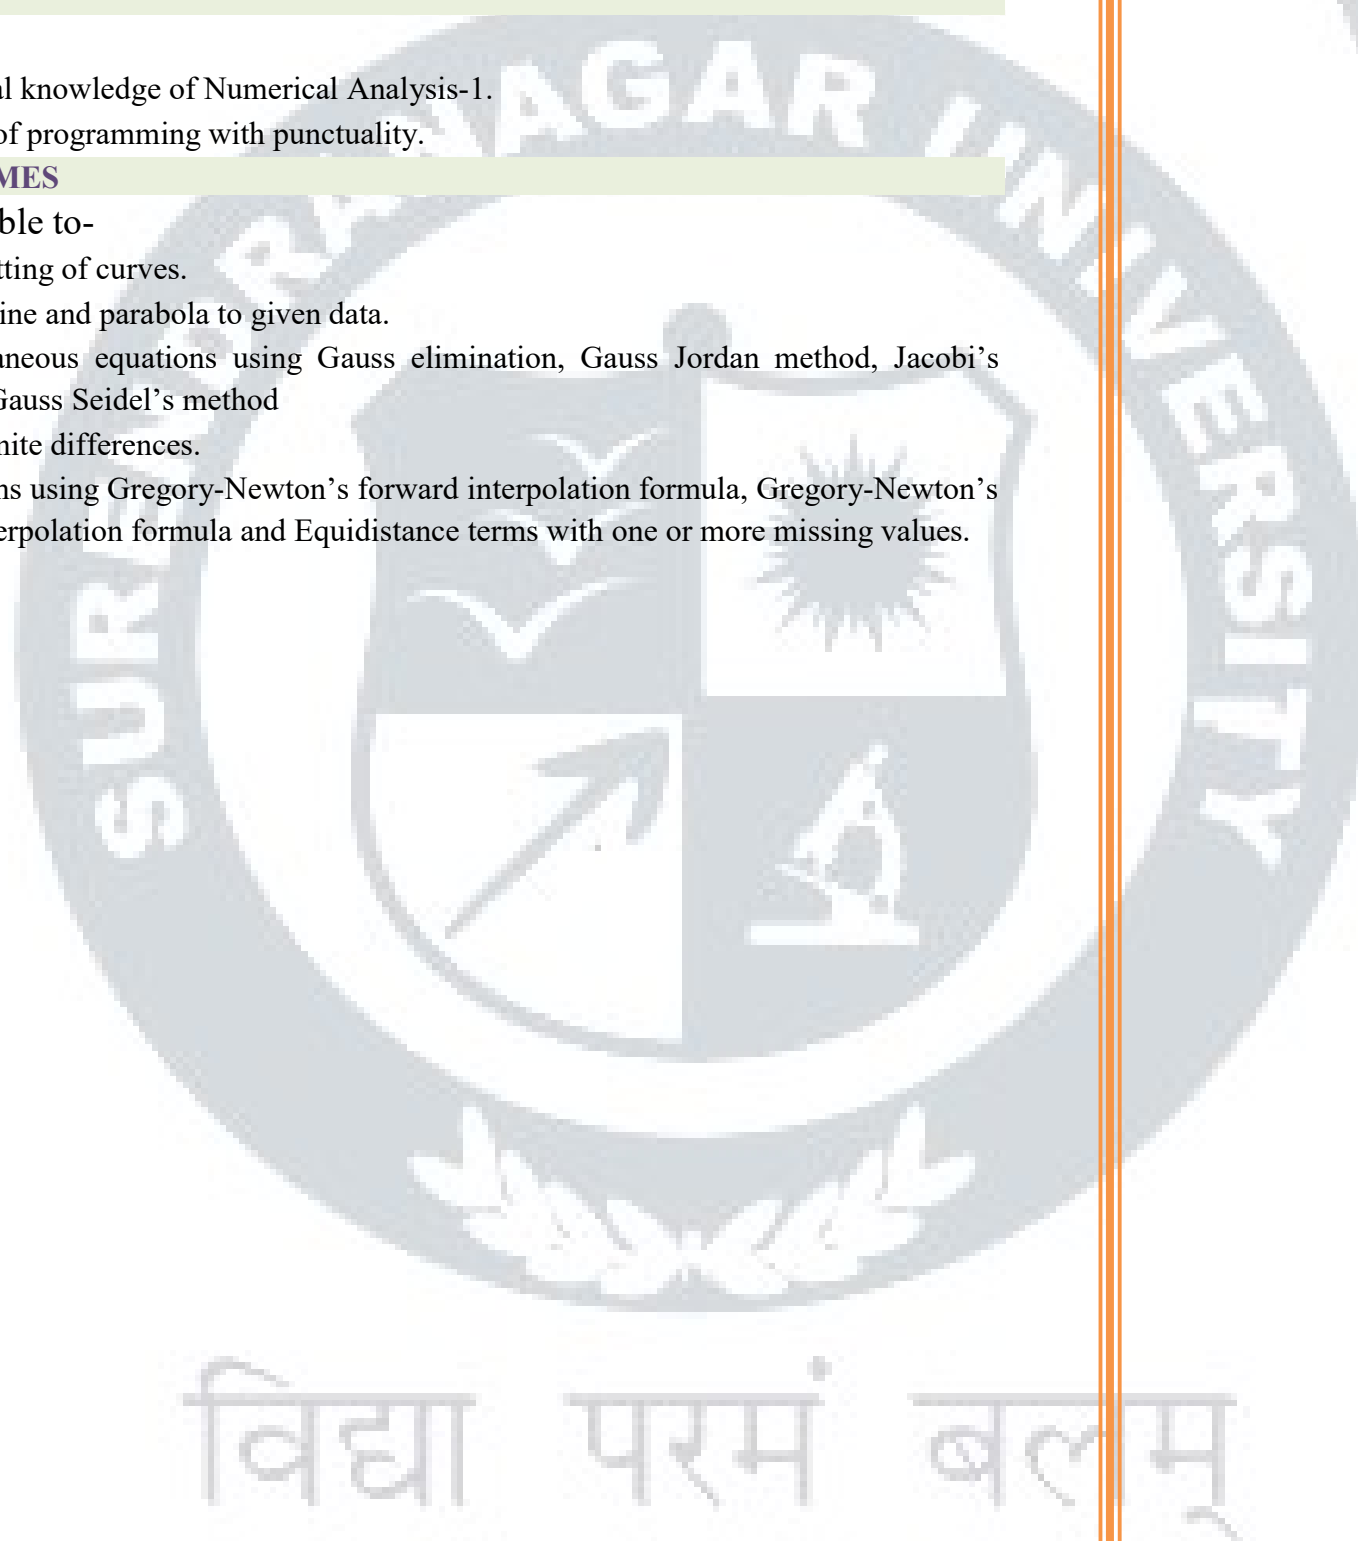 al knowledge of Numerical Analysis-1.
of programming with punctuality.
MES
ble to-
tting of curves.
ine and parabola to given data.
aneous equations using Gauss elimination, Gauss Jordan method, Jacobi’s
Gauss Seidel’s method
nite differences.
ns using Gregory-Newton’s forward interpolation formula, Gregory-Newton’s
erpolation formula and Equidistance terms with one or more missing values.
SURENDRANAGAR UNIVERSITY
विद्या परमं बलम्